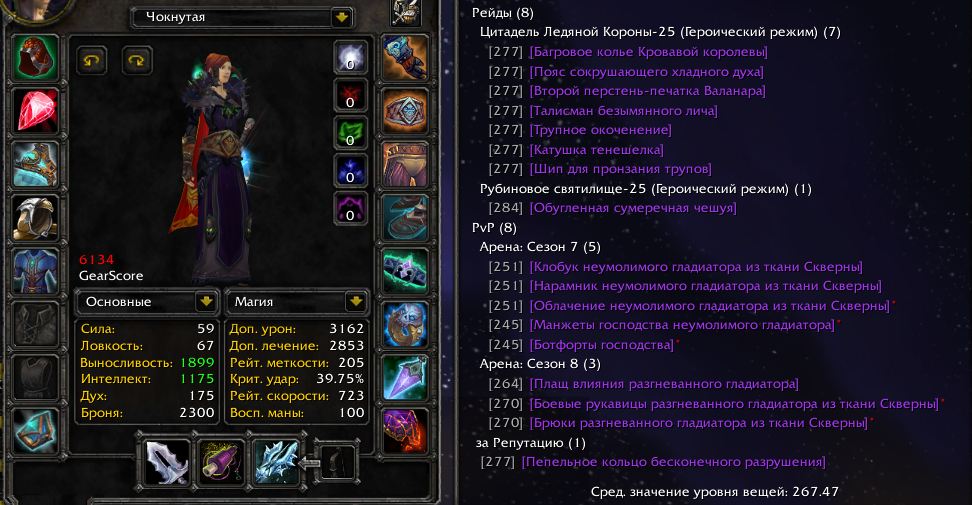 Чокнутая
0
0
0
0
0
6134
GearScore
Основные
Магия
Сила: 59
Ловкость: 67
Выносливость: 1899
Интеллект: 1175
Дух: 175
Броня: 2300
Доп. урон: 3162
Доп. лечение: 2853
Рейт. меткости: 205
Крит. удар: 39.75%
Рейт. скорости: 723
Восп. маны: 100
Рейды (8)
Цитадель Ледяной Короны-25 (Героический режим) (7)
[277] [Багровое колье Кровавой королевы]
[277] [Пояс сокрушающего хладного духа]
[277] [Второй перстень-печатка Валанара]
[277] [Талисман безымянного лича]
[277] [Трупное окоченение]
[277] [Катушка тенешелка]
[277] [Шип для пронзания трупов]
Рубиновое святилище-25 (Героический режим) (1)
[284] [Обугленная сумеречная чешуя]
PvP (8)
Арена: Сезон 7 (5)
[251] [Клобук неумолимого гладиатора из ткани Скверны]
[251] [Нарамник неумолимого гладиатора из ткани Скверны]
[251] [Облачение неумолимого гладиатора из ткани Скверны]*
[245] [Манжеты господства неумолимого гладиатора]*
[245] [Ботфорты господства]*
Арена: Сезон 8 (3)
[264] [Плащ влияния разгневанного гладиатора]
[270] [Боевые рукавицы разгневанного гладиатора из ткани Скверны]*
[270] [Брюки разгневанного гладиатора из ткани Скверны]*
за Репутацию (1)
[277] [Пепельное кольцо бесконечного разрушения]
Сред. значение уровня вещей: 267.47